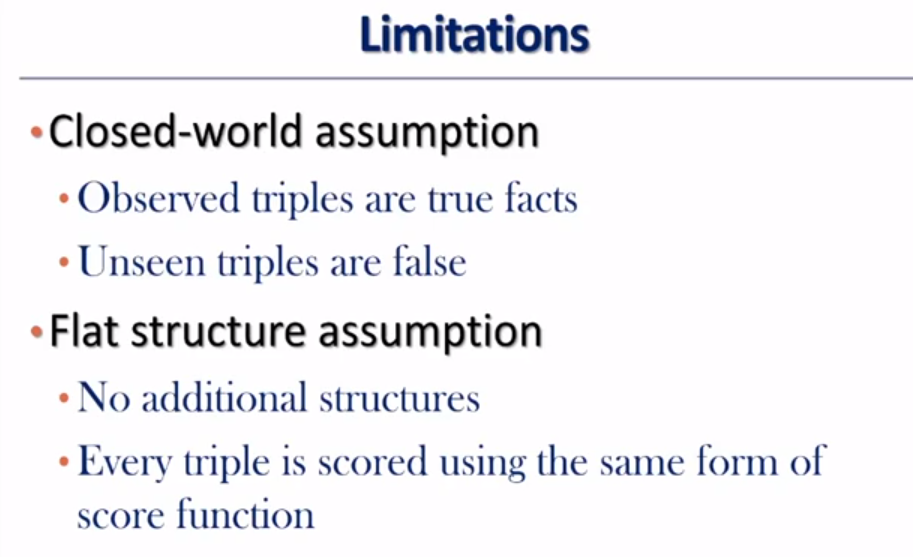 Limitations
• Closed-world assumption
• Observed triples are true facts
• Unseen triples are false
• Flat structure assumption
• No additional structures
• Every triple is scored using the same form of
score function